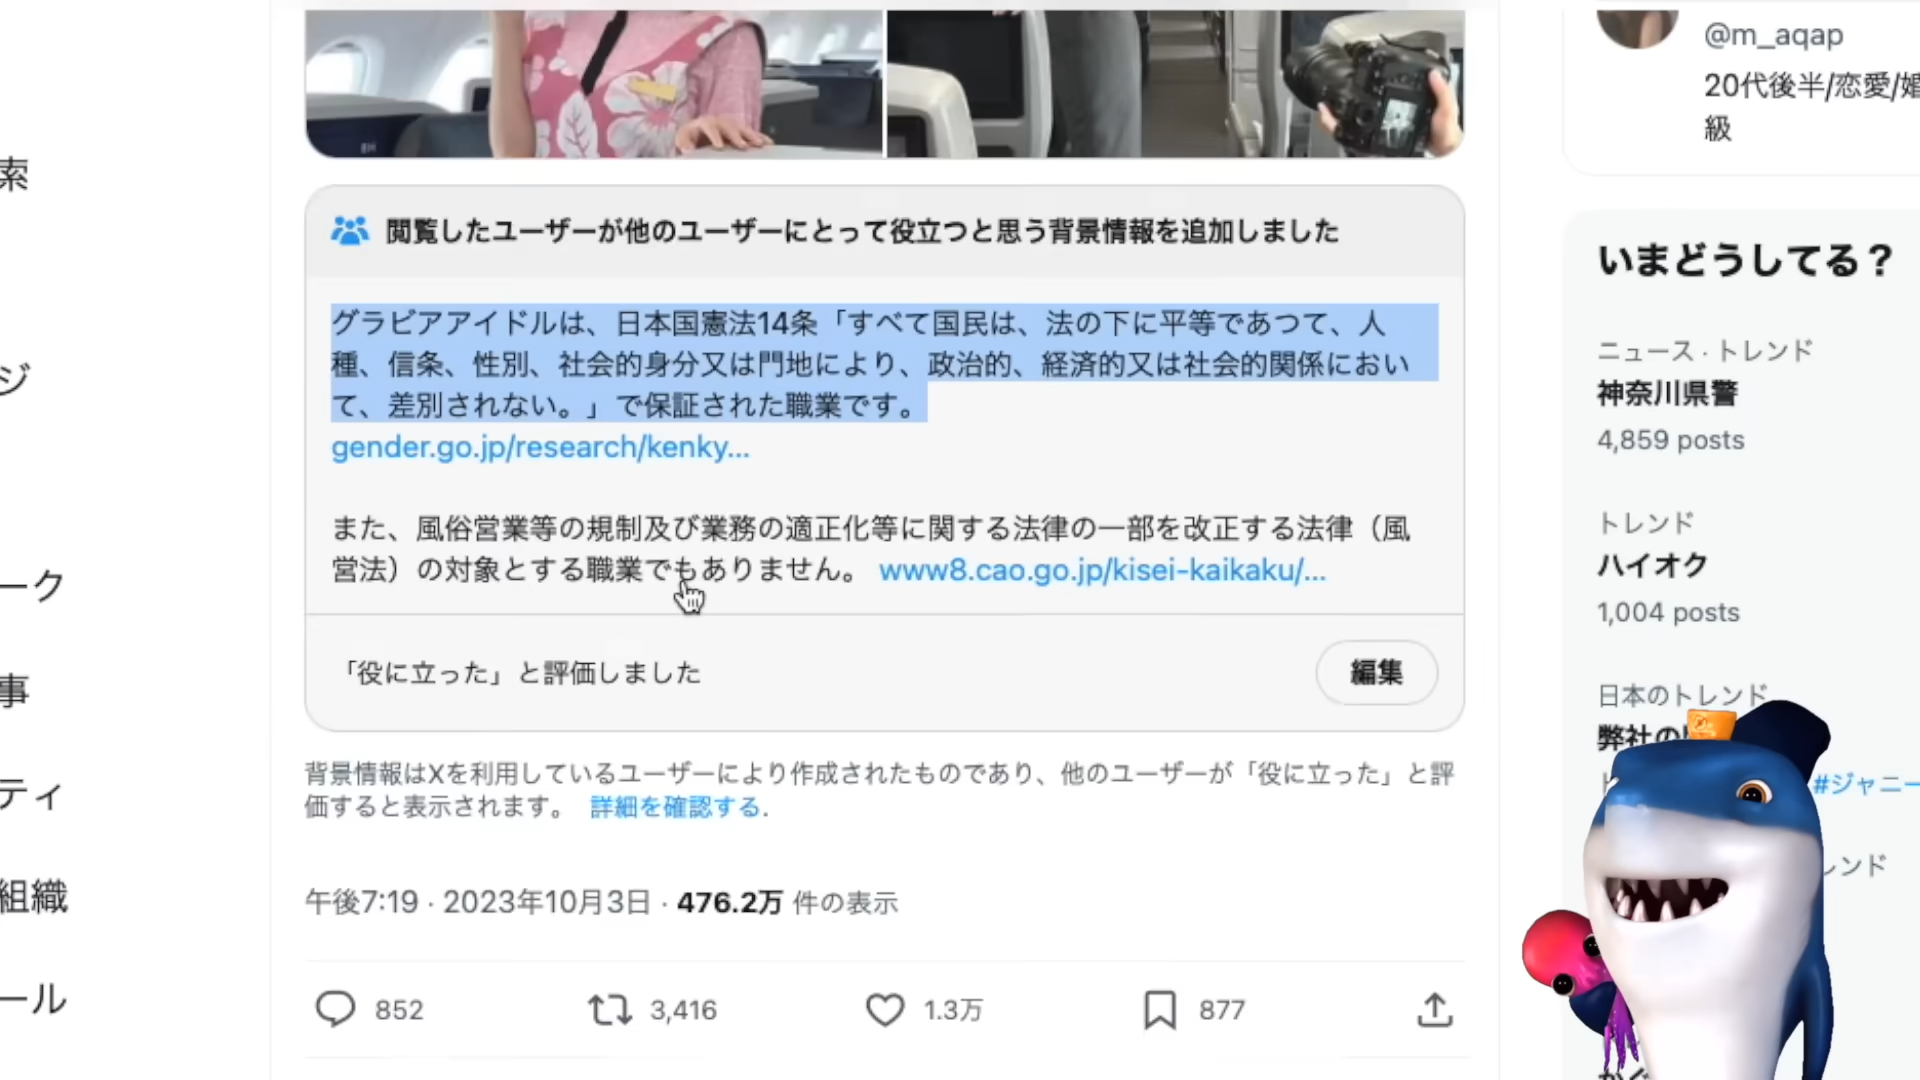 索
ジ
ーク
事
ティ
組織
ール
閲覧したユーザーが他のユーザーにとって役立つと思う背景情報を追加しました
グラビアアイドルは、日本国憲法14条「すべて国民は、法の下に平等であつて、人
種、信条、性別、社会的身分又は門地により、政治的、経済的又は社会的関係におい
て、差別されない。」で保証された職業です。
gender.go.jp/research/kenky...
また、風俗営業等の規制及び業務の適正化等に関する法律の一部を改正する法律（風
営法）の対象とする職業でもありません。 www8.cao.go.jp/kisei-kaikaku/...
「役に立った」と評価しました
編集
背景情報はXを利用しているユーザーにより作成されたものであり、他のユーザーが「役に立った」と評
価すると表示されます。 詳細を確認する.
午後7:19 · 2023年10月3日 · 476.2万 件の表示
852 3,416 1.3万 877
@m_aqap
20代後半/恋愛/婚
級
いまどうしてる？
ニュース · トレンド
神奈川県警
4,859 posts
トレンド
ハイオク
1,004 posts
日本のトレンド
弊社の
#ジャニー
レンド